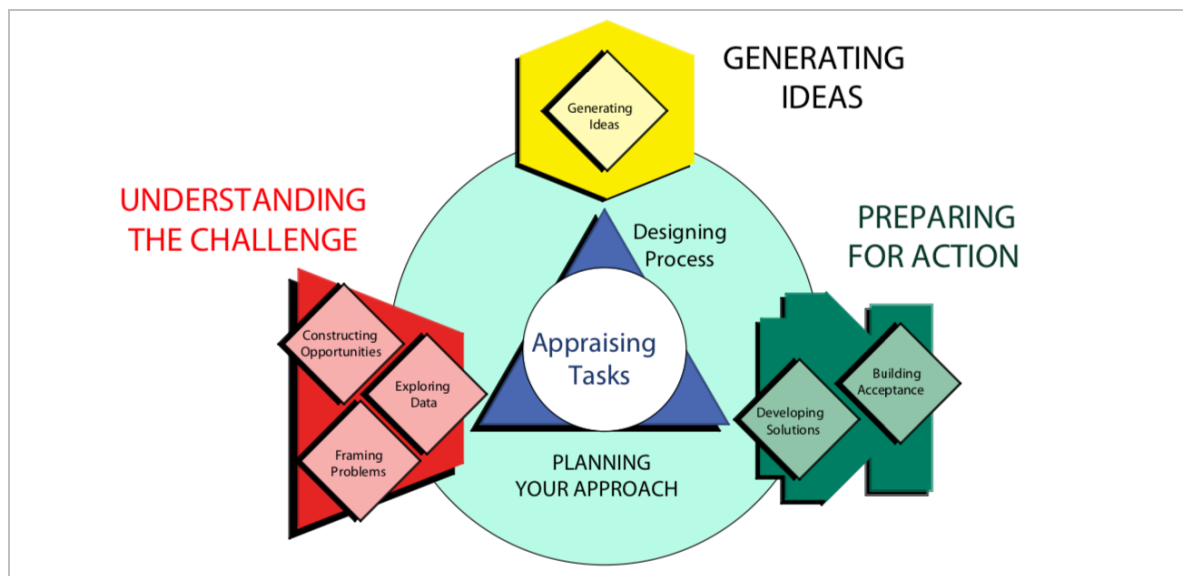 GENERATING
IDEAS
Generating
Ideas
UNDERSTANDING
THE CHALLENGE
Constructing
Opportunities
Exploring
Data
Framing
Problems
Designing
Process
Appraising
Tasks
PLANNING
YOUR APPROACH
PREPARING
FOR ACTION
Building
Acceptance
Developing
Solutions